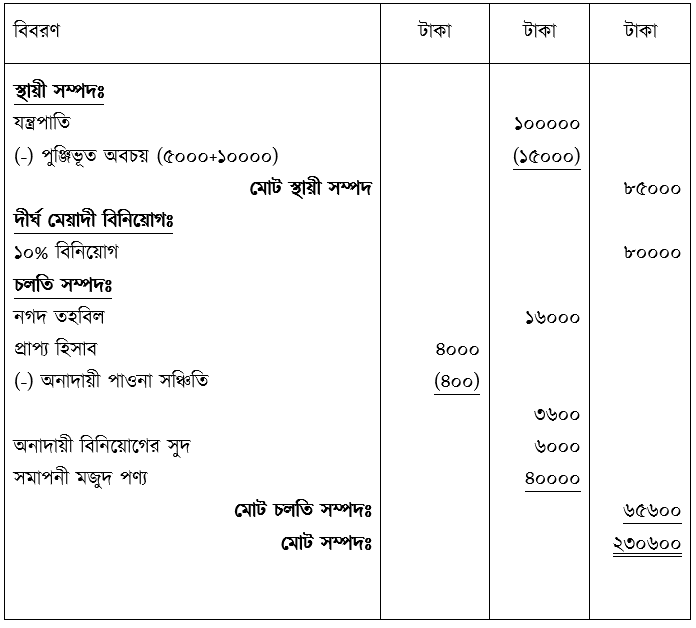 বিবরণ টাকা টাকা টাকা
স্থায়ী সম্পদঃ
যন্ত্রপাতি ১০০০০০
(-) পুঞ্জিভূত অবচয় (৫০০০+১০০০০) (১৫০০০)
মোট স্থায়ী সম্পদ ৮৫০০০
দীর্ঘ মেয়াদী বিনিয়োগঃ
১০% বিনিয়োগ ৮০০০০
চলতি সম্পদঃ
নগদ তহবিল ১৬০০০
প্রাপ্য হিসাব ৪০০০
(-) অনাদায়ী পাওনা সঞ্চিতি (৪০০)
৩৬০০
অনাদায়ী বিনিয়োগের সুদ ৬০০০
সমাপনী মজুদ পণ্য ৪০০০০
মোট চলতি সম্পদঃ ৬৫৬০০
মোট সম্পদঃ ২৩০৬০০